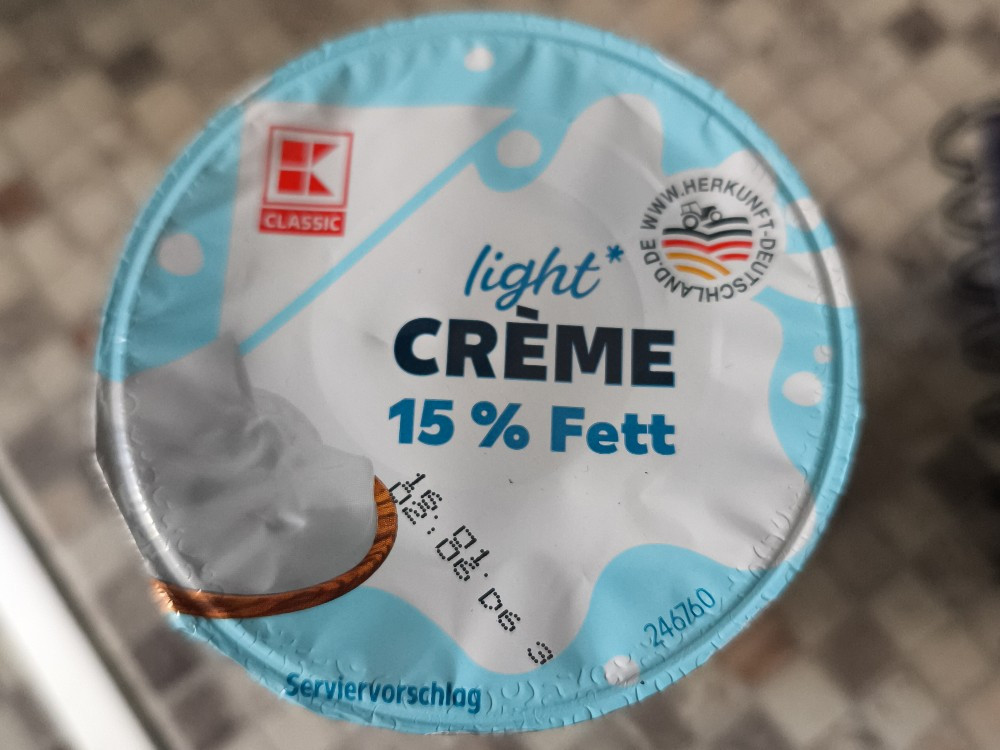 K
CLASSIC
WWW.HERKUNFT-DEUTSCHLAND.DE
light*
CRÈME
15 % Fett
246760
Serviervorschlag